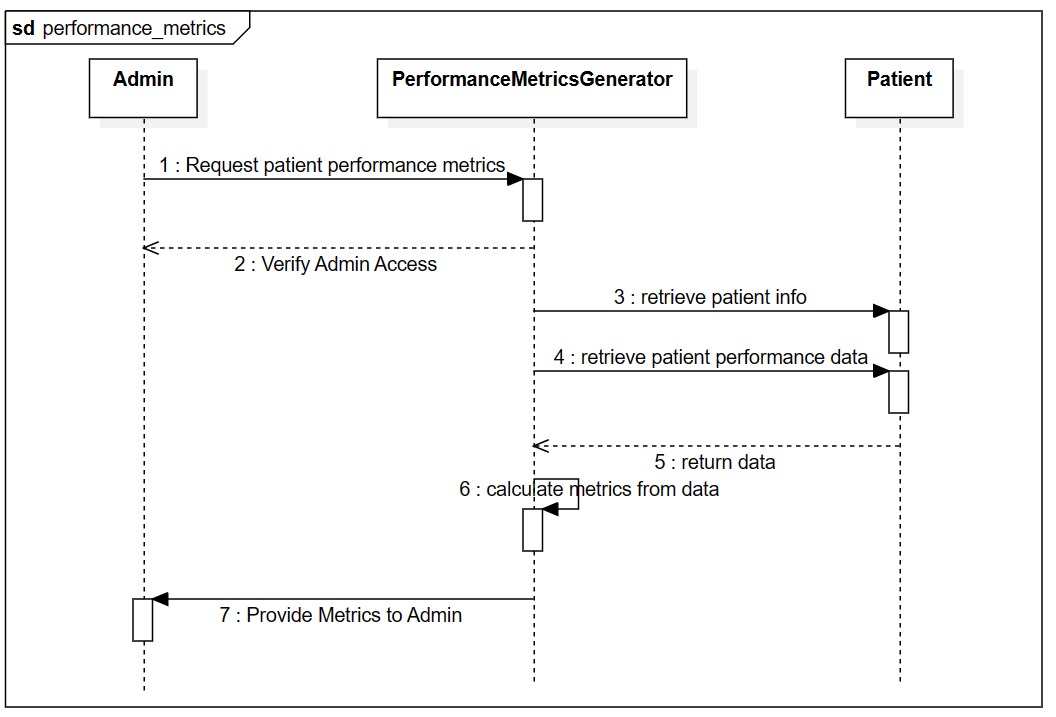 sd performance_metrics
Admin
PerformanceMetricsGenerator
Patient
1 : Request patient performance metrics
2 : Verify Admin Access
3 : retrieve patient info
4 : retrieve patient performance data
5 : return data
6 : calculate metrics from data
7 : Provide Metrics to Admin